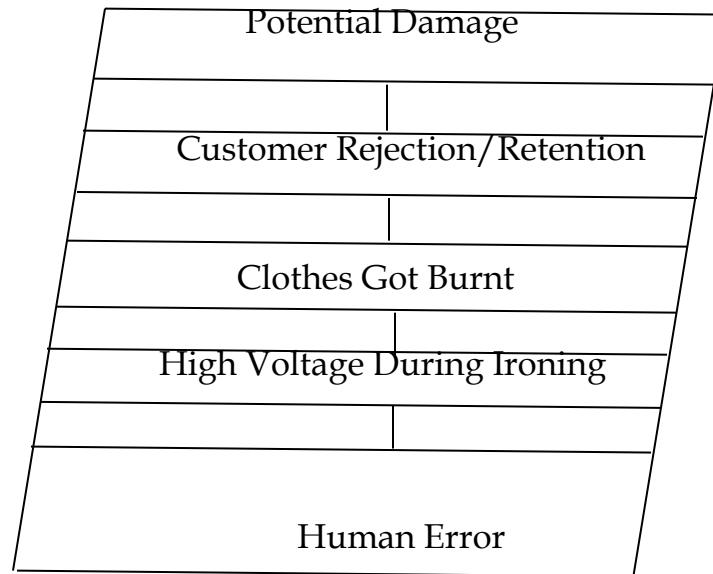 Potential Damage
Customer Rejection/Retention
Clothes Got Burnt
High Voltage During Ironing
Human Error